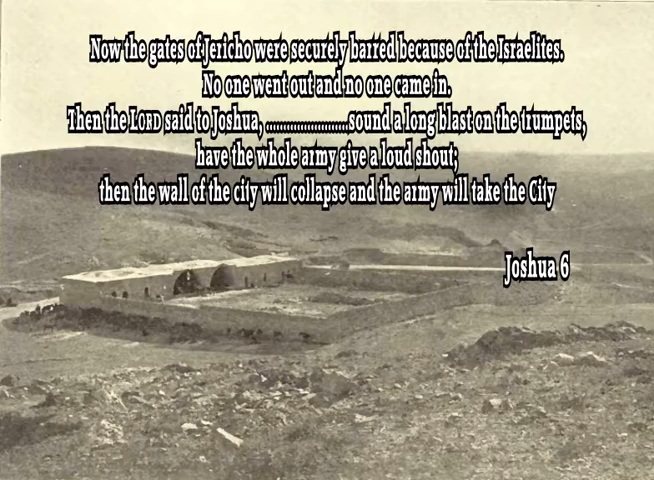 Now the gates of Jericho were securely barred because of the Israelites.
No one went out and no one came in.
Then the LORD said to Joshua, ......................sound a long blast on the trumpets,
have the whole army give a loud shout;
then the wall of the city will collapse and the army will take the City
Joshua 6